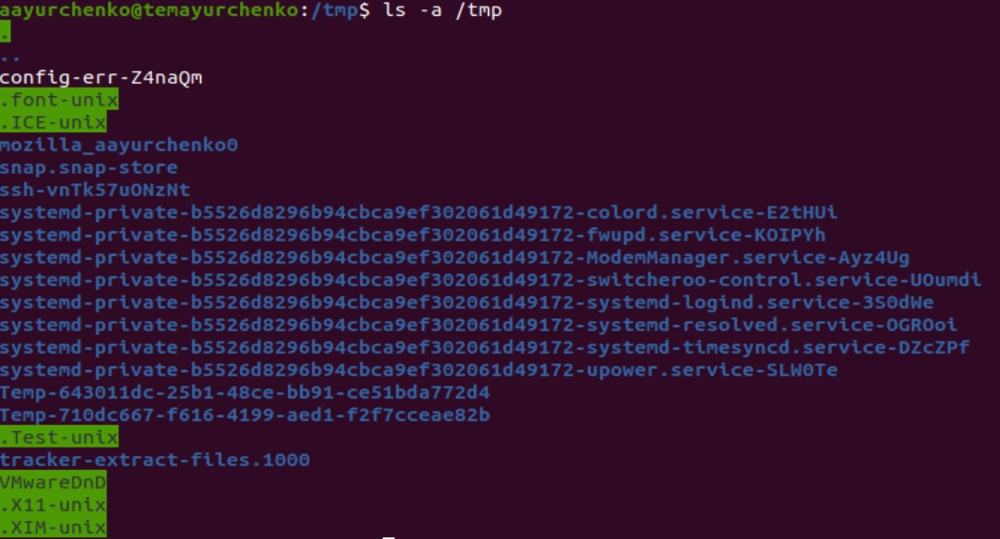 aayurchenko@temayurchenko:/tmp$ ls -a /tmp
.
..
config-err-Z4naQm
.font-unix
.ICE-unix
mozilla_aayurchenko0
snap.snap-store
ssh-vnTk57uONzNt
systemd-private-b5526d8296b94cbca9ef302061d49172-colord.service-E2tHUi
systemd-private-b5526d8296b94cbca9ef302061d49172-fwupd.service-KOIPYh
systemd-private-b5526d8296b94cbca9ef302061d49172-ModemManager.service-Ayz4Ug
systemd-private-b5526d8296b94cbca9ef302061d49172-switcheroo-control.service-UOumdi
systemd-private-b5526d8296b94cbca9ef302061d49172-systemd-logind.service-3S0dWe
systemd-private-b5526d8296b94cbca9ef302061d49172-systemd-resolved.service-OGROoi
systemd-private-b5526d8296b94cbca9ef302061d49172-systemd-timesyncd.service-DZcZPf
systemd-private-b5526d8296b94cbca9ef302061d49172-upower.service-SLW0Te
Temp-643011dc-25b1-48ce-bb91-ce51bda772d4
Temp-710dc667-f616-4199-aed1-f2f7cceae82b
.Test-unix
tracker-extract-files.1000
VMwareDnD
.X11-unix
.XIM-unix